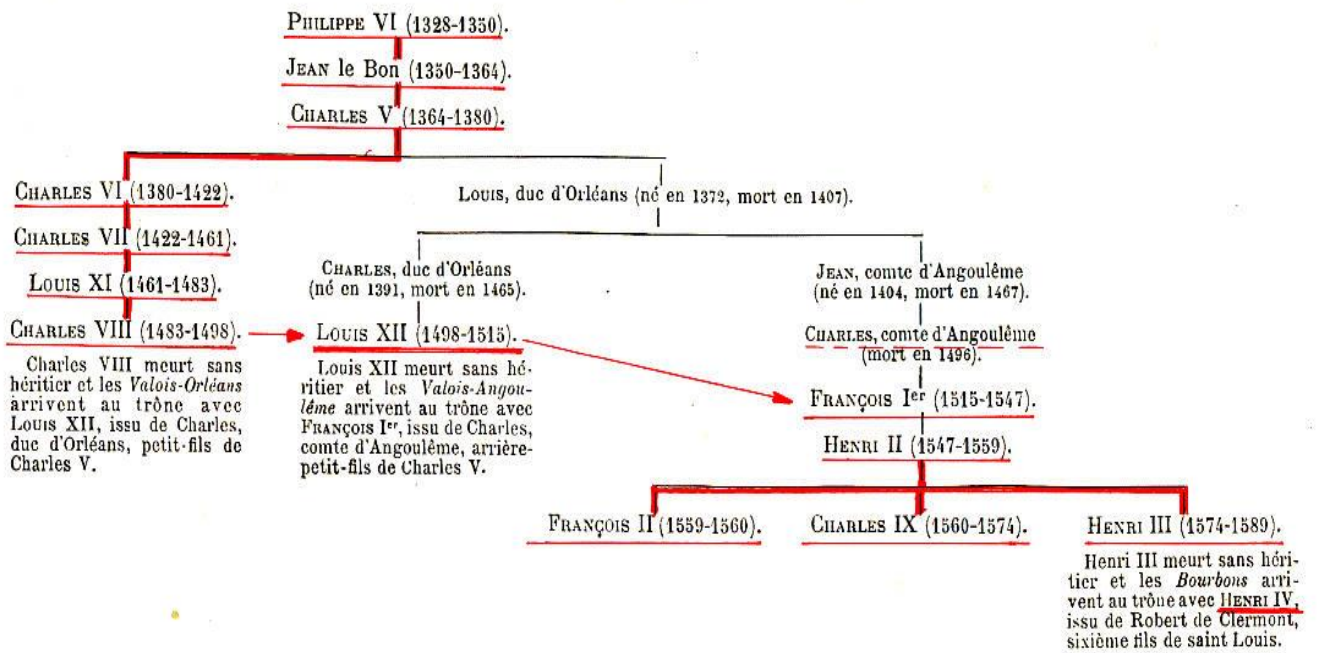 PHILIPPE VI (1328-1350).
JEAN le Bon (1350-1364).
CHARLES V (1364-1380).
CHARLES VI (1380-1422).
LOUIS, duc d'Orléans (né en 1372, mort en 1407).
CHARLES VII (1422-1461).
LOUIS XI (1461-1483).
CHARLES VIII (1483-1498).
Charles VIII meurt sans
héritier et les Valois-Orléans
arrivent au trône avec
Louis XII, issu de Charles,
duc d'Orléans, petit-fils de
Charles V.
CHARLES, duc d'Orléans
(né en 1391, mort en 1465).
LOUIS XII (1498-1515).
Louis XII meurt sans hé-
ritier et les Valois-Angou-
lême arrivent au trône avec
FRANÇOIS Ier, issu de Charles,
comte d'Angoulême, arrière-
petit-fils de Charles V.
JEAN, comte d'Angoulême
(né en 1404, mort en 1467).
CHARLES, comte d'Angoulême
(mort en 1496).
FRANÇOIS Ier (1515-1547).
HENRI II (1547-1559).
FRANÇOIS II (1559-1560).
CHARLES IX (1560-1574).
HENRI III (1574-1589).
Henri III meurt sans héri-
tier et les Bourbons arri-
vent au trône avec HENRI IV,
issu de Robert de Clermont,
sixième fils de saint Louis.